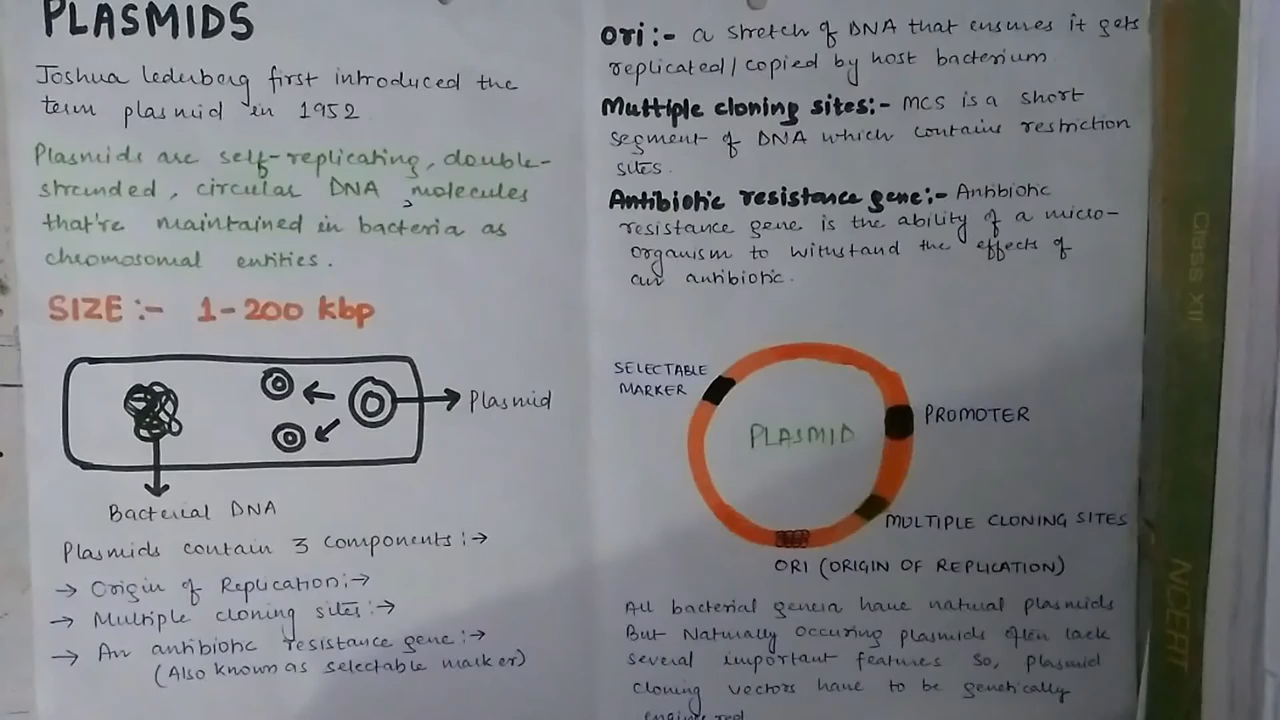 PLASMIDS
Joshua lederberg first introduced the
term plasmid in 1952
Plasmids are self-replicating, double-
stranded, circular DNA molecules
that're maintained in bacteria as
chromosomal entities.
SIZE :- 1-200 kbp
Plasmid
Bacterial DNA
Plasmids contain 3 components :→
→ Origin of Replication :→
→ Multiple cloning sites :→
→ An antibiotic resistance gene :→
(Also known as selectable marker)
Ori :- a stretch of DNA that ensures it gets
replicated/copied by host bacterium
Multiple cloning sites :- MCS is a short
segment of DNA which contains restriction
sites.
Antibiotic resistance gene :- Antibiotic
resistance gene is the ability of a micro-
organism to withstand the effects of
an antibiotic.
SELECTABLE
MARKER
PLASMID
PROMOTER
MULTIPLE CLONING SITES
ORI (ORIGIN OF REPLICATION)
All bacterial genera have natural plasmids
But Naturally occuring plasmids often lack
several important features So, plasmid
cloning vectors have to be genetically
engineered
Class XII
NCERT